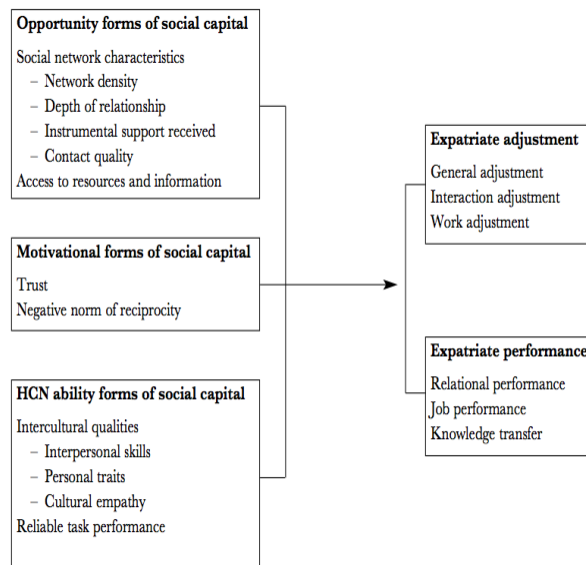 Opportunity forms of social capital
Social network characteristics
– Network density
– Depth of relationship
– Instrumental support received
– Contact quality
Access to resources and information
Motivational forms of social capital
Trust
Negative norm of reciprocity
HCN ability forms of social capital
Intercultural qualities
– Interpersonal skills
– Personal traits
– Cultural empathy
Reliable task performance
Expatriate adjustment
General adjustment
Interaction adjustment
Work adjustment
Expatriate performance
Relational performance
Job performance
Knowledge transfer